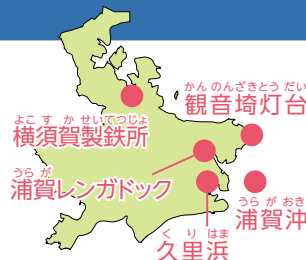 かんのんざきとうだい
観音埼灯台
よこすかせいてつじょ
横須賀製鉄所
うらが
浦賀レンガドック
うらがおき
浦賀沖
くりはま
久里浜